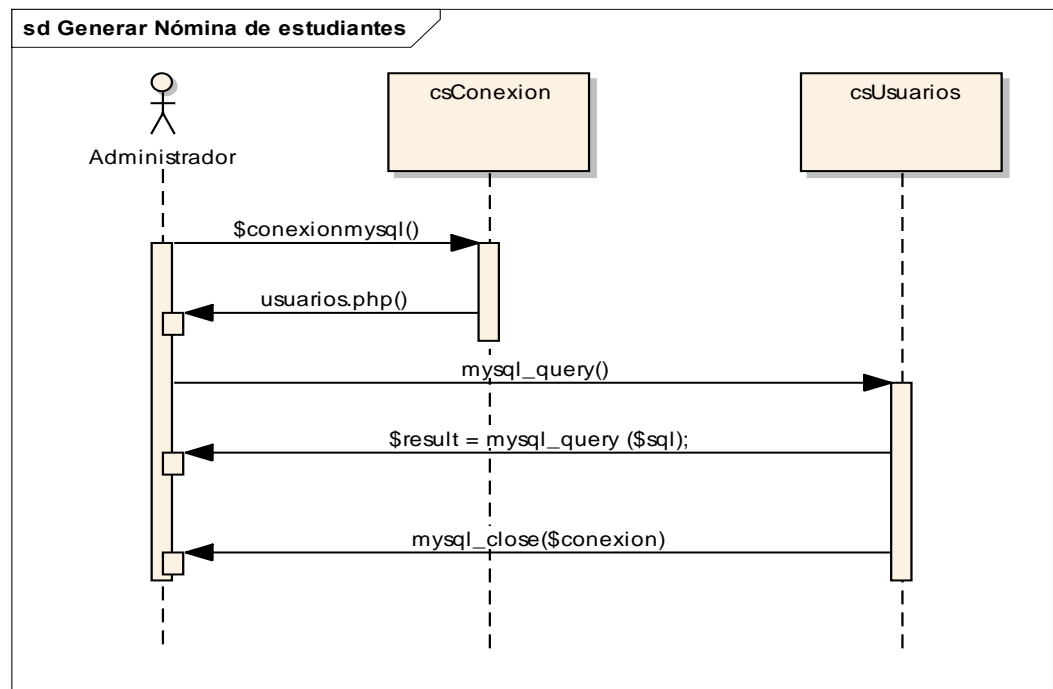 sd Generar Nómina de estudiantes
csConexion
csUsuarios
Administrador
$conexionmysql()
usuarios.php()
mysql_query()
$result = mysql_query ($sql);
mysql_close($conexion)